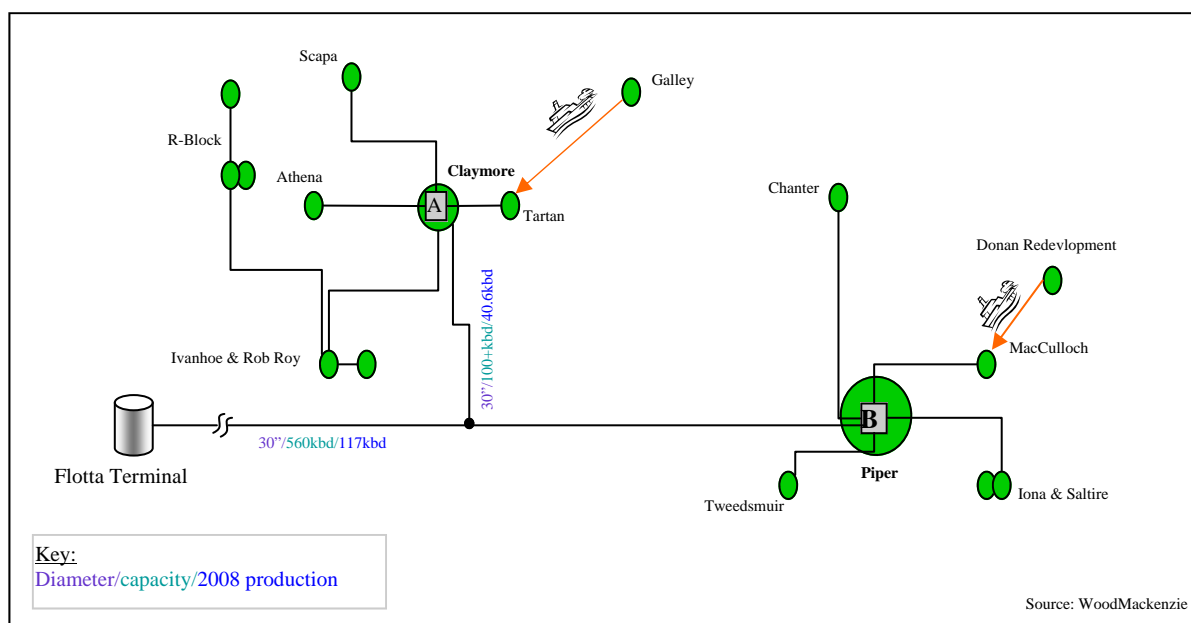 Scapa
Galley
R-Block
Claymore
Athena
A
Tartan
Chanter
Donan Redevlopment
30”/100+kbd/40.6kbd
Ivanhoe & Rob Roy
MacCulloch
B
30”/560kbd/117kbd
Flotta Terminal
Piper
Tweedsmuir
Iona & Saltire
Key:
Diameter/capacity/2008 production
Source: WoodMackenzie